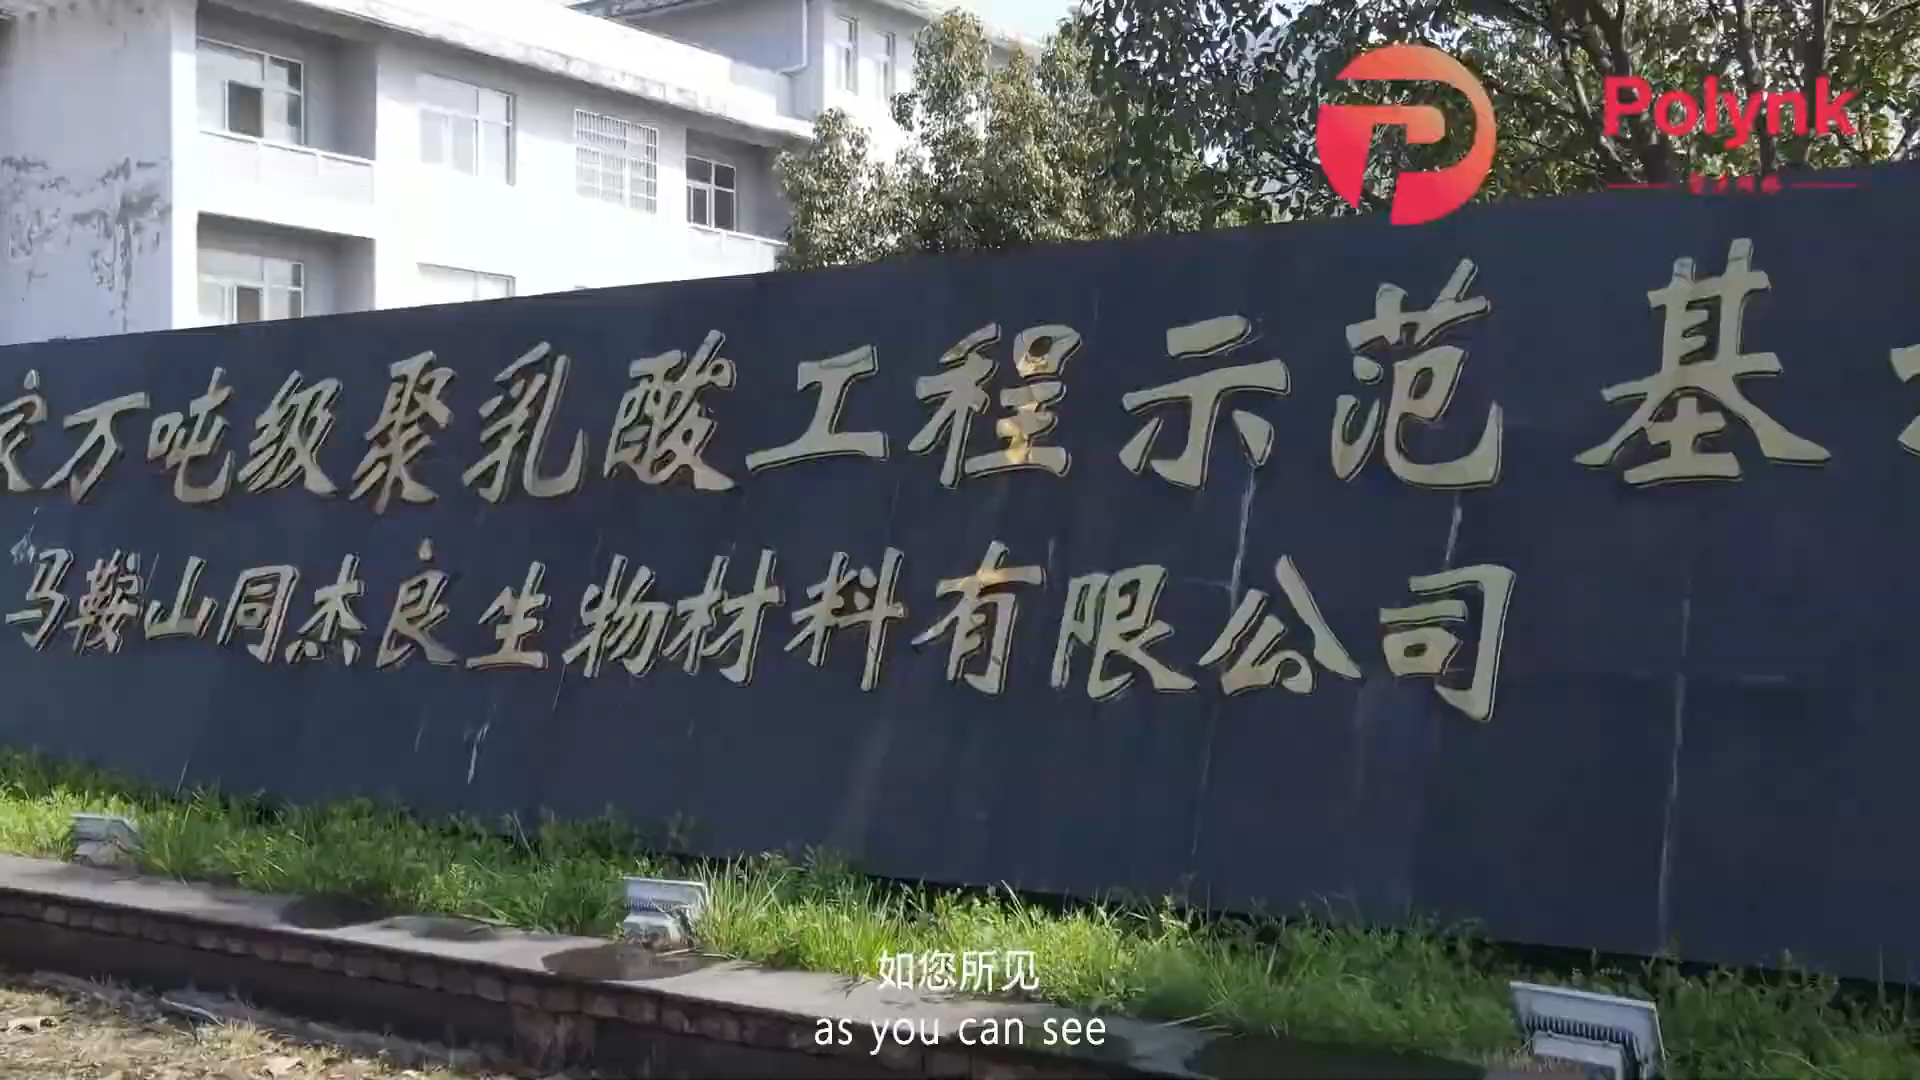 Polynk
家万吨级聚乳酸工程示范基
马鞍山同杰良生物材料有限公司
如您所见
as you can see